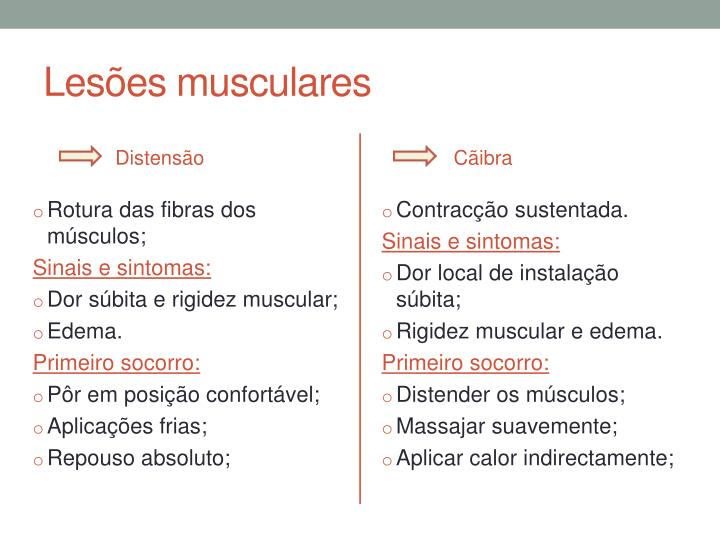 Lesões musculares
Distensão
Rotura das fibras dos
músculos;
Sinais e sintomas:
Dor súbita e rigidez muscular;
Edema.
Primeiro socorro:
Pôr em posição confortável;
Aplicações frias;
Repouso absoluto;
Cãibra
Contracção sustentada.
Sinais e sintomas:
Dor local de instalação
súbita;
Rigidez muscular e edema.
Primeiro socorro:
Distender os músculos;
Massajar suavemente;
Aplicar calor indirectamente;